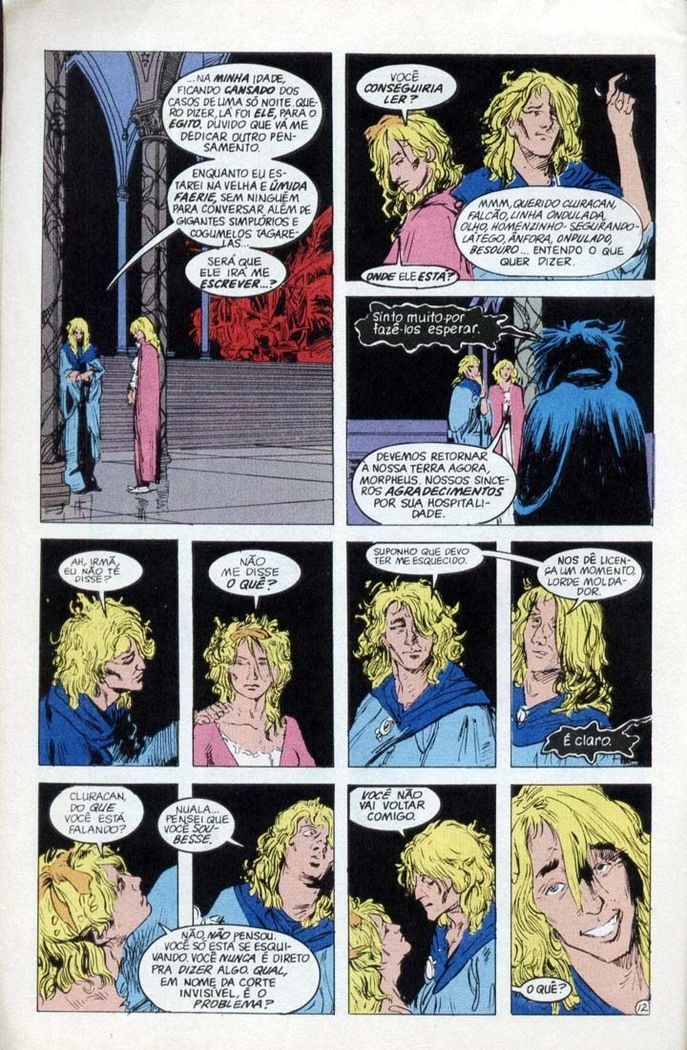 ...NA MINHA IDADE,
FICANDO CANSADO DOS
CASOS DE UMA SÓ NOITE. QUE-
RO DIZER, LÁ FOI ELE, PARA O
EGITO. DUVIDO QUE VÁ ME
DEDICAR OUTRO PEN-
SAMENTO.
ENQUANTO EU ES-
TAREI NA VELHA E ÚMIDA
FAERIE, SEM NINGUÉM
PARA CONVERSAR ALÉM DE
GIGANTES SIMPLÓRIOS E
COGUMELOS TAGARE-
LAS...
SERÁ QUE
ELE IRÁ ME
ESCREVER...?
VOCÊ
CONSEGUIRIA
LER?
MMM, QUERIDO CLURACAN,
FALCÃO, LINHA ONDULADA,
OLHO, HOMENZINHO-SEGURANDO-
LÁTEGO, ÂNFORA, ONDULADO,
BESOURO... ENTENDO O QUE
QUER DIZER.
ONDE ELE ESTÁ?
Sinto muito por
fazê-los esperar.
DEVEMOS RETORNAR
À NOSSA TERRA AGORA,
MORPHEUS. NOSSOS SINCE-
ROS AGRADECIMENTOS
POR SUA HOSPITALI-
DADE.
AH, IRMÃ,
EU NÃO TE
DISSE?
NÃO
ME DISSE
O QUÊ?
SUPONHO QUE DEVO
TER ME ESQUECIDO.
NOS DÊ LICEN-
ÇA UM MOMENTO,
LORDE MOLDA-
DOR.
É claro.
CLURACAN,
DO QUE
VOCÊ ESTÁ
FALANDO?
NUALA...
PENSEI QUE
VOCÊ SOU-
BESSE.
NÃO, NÃO PENSOU.
VOCÊ SÓ ESTÁ SE ESQUI-
VANDO. VOCÊ NUNCA É DIRETO
PRA DIZER ALGO. QUAL,
EM NOME DA CORTE
INVISÍVEL, É O
PROBLEMA?
VOCÊ NÃO
VAI VOLTAR
COMIGO.
O QUÊ?
12